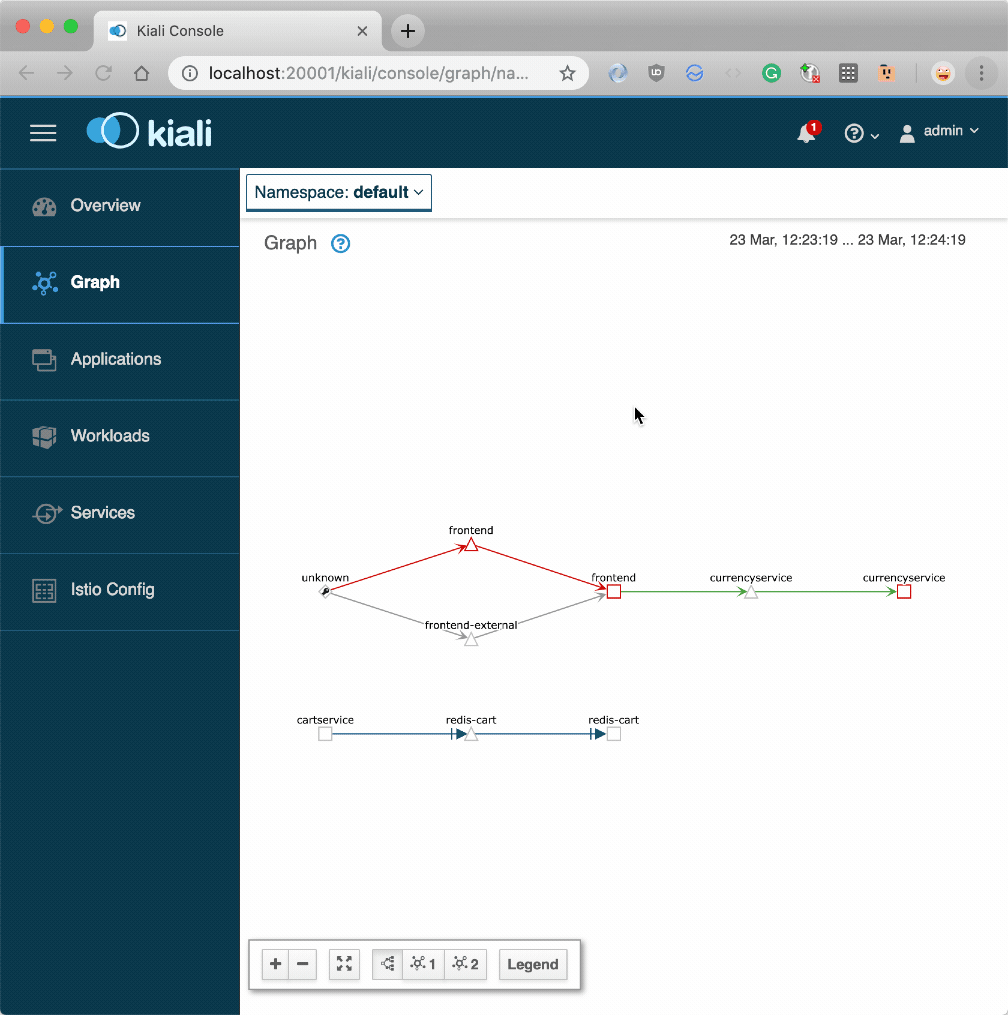 Kiali Console
localhost:20001/kiali/console/graph/na...
kiali
1
admin
Namespace: default
Overview
Graph
Applications
Workloads
Services
Istio Config
Graph
23 Mar, 12:23:19 ... 23 Mar, 12:24:19
frontend
unknown
frontend
currencyservice
currencyservice
frontend-external
cartservice
redis-cart
redis-cart
1
2
Legend